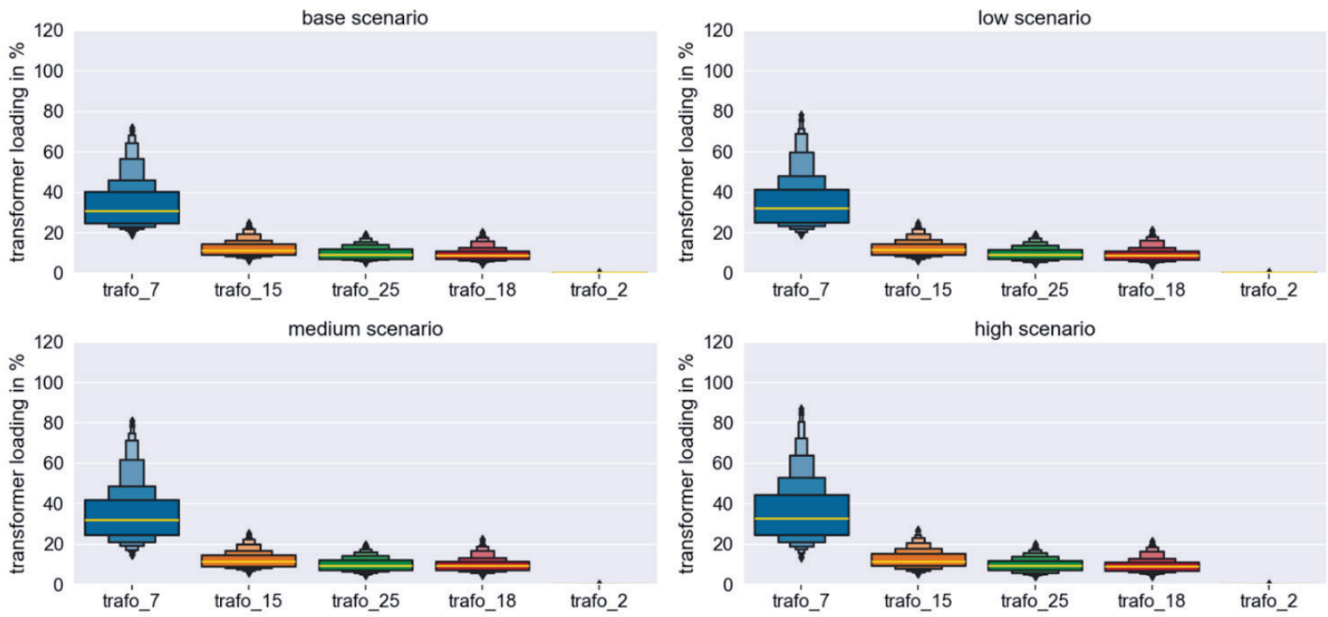 base scenario
transformer loading in %
120
100
80
60
40
20
0
trafo_7 trafo_15 trafo_25 trafo_18 trafo_2
low scenario
transformer loading in %
120
100
80
60
40
20
0
trafo_7 trafo_15 trafo_25 trafo_18 trafo_2
medium scenario
transformer loading in %
120
100
80
60
40
20
0
trafo_7 trafo_15 trafo_25 trafo_18 trafo_2
high scenario
transformer loading in %
120
100
80
60
40
20
0
trafo_7 trafo_15 trafo_25 trafo_18 trafo_2